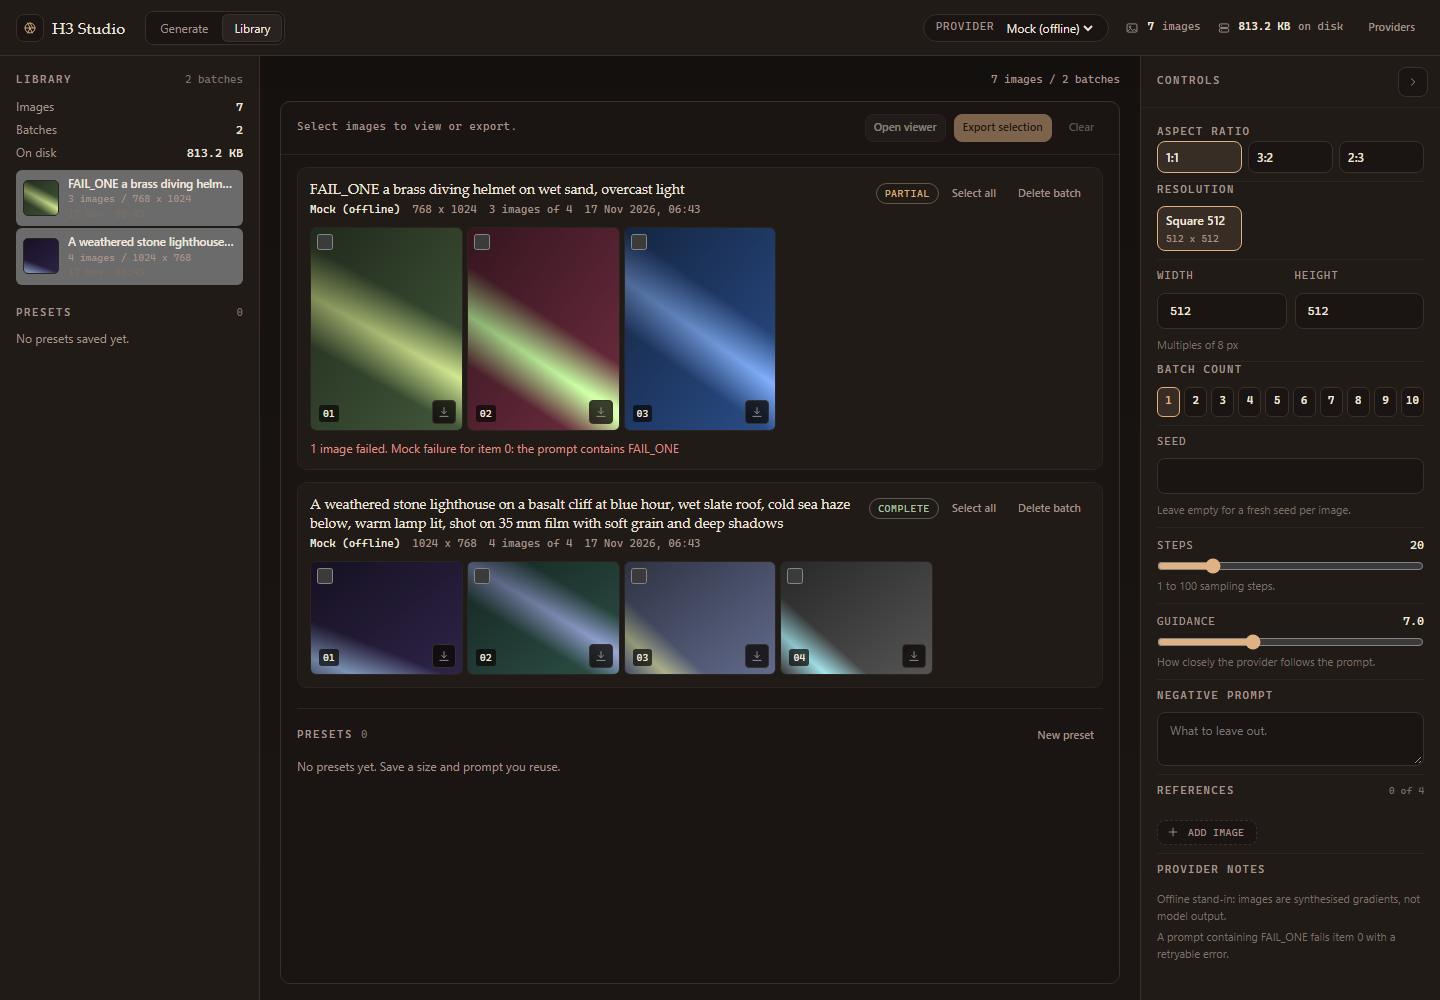 H3 Studio
Generate
Library
PROVIDER Mock (offline)
7 images
813.2 KB on disk
Providers
LIBRARY
2 batches
Images 7
Batches 2
On disk 813.2 KB
FAIL_ONE a brass diving helm...
3 images / 768 x 1024
17 Nov, 06:43
A weathered stone lighthouse...
4 images / 1024 x 768
17 Nov, 06:43
PRESETS 0
No presets saved yet.
7 images / 2 batches
Select images to view or export.
Open viewer
Export selection
Clear
FAIL_ONE a brass diving helmet on wet sand, overcast light
Mock (offline) 768 x 1024 3 images of 4 17 Nov 2026, 06:43
PARTIAL
Select all
Delete batch
01
02
03
1 image failed. Mock failure for item 0: the prompt contains FAIL_ONE
A weathered stone lighthouse on a basalt cliff at blue hour, wet slate roof, cold sea haze
below, warm lamp lit, shot on 35 mm film with soft grain and deep shadows
Mock (offline) 1024 x 768 4 images of 4 17 Nov 2026, 06:43
COMPLETE
Select all
Delete batch
01
02
03
04
PRESETS 0
New preset
No presets yet. Save a size and prompt you reuse.
CONTROLS
ASPECT RATIO
1:1
3:2
2:3
RESOLUTION
Square 512
512 x 512
WIDTH
HEIGHT
512
512
Multiples of 8 px
BATCH COUNT
1 2 3 4 5 6 7 8 9 10
SEED
Leave empty for a fresh seed per image.
STEPS 20
1 to 100 sampling steps.
GUIDANCE 7.0
How closely the provider follows the prompt.
NEGATIVE PROMPT
What to leave out.
REFERENCES 0 of 4
ADD IMAGE
PROVIDER NOTES
Offline stand-in: images are synthesised gradients, not
model output.
A prompt containing FAIL_ONE fails item 0 with a
retryable error.